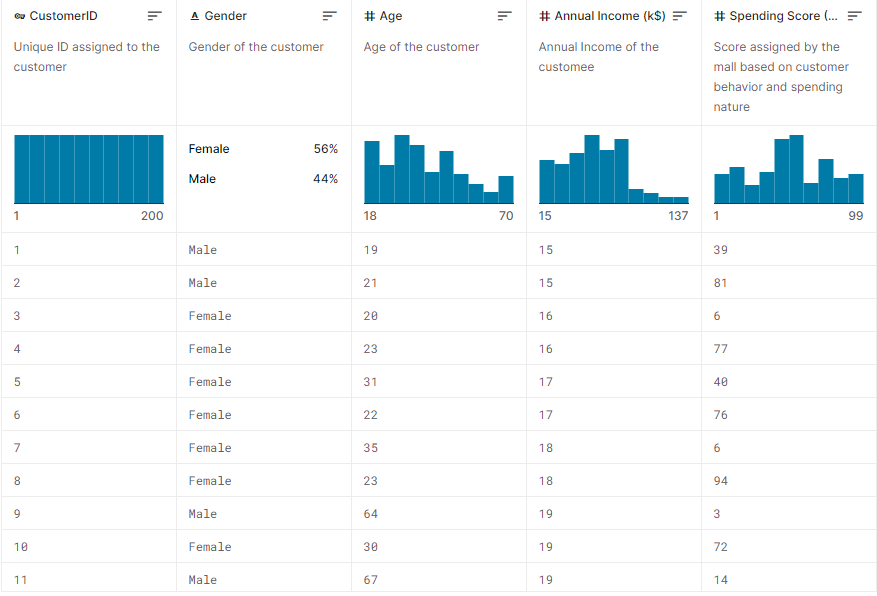 CustomerID
Gender
Age
Annual Income (k$)
Spending Score (...
Unique ID assigned to the
customer
Gender of the customer
Age of the customer
Annual Income of the
customee
Score assigned by the
mall based on customer
behavior and spending
nature
Female 56%
Male 44%
1 200
18 70
15 137
1 99
1 Male 19 15 39
2 Male 21 15 81
3 Female 20 16 6
4 Female 23 16 77
5 Female 31 17 40
6 Female 22 17 76
7 Female 35 18 6
8 Female 23 18 94
9 Male 64 19 3
10 Female 30 19 72
11 Male 67 19 14